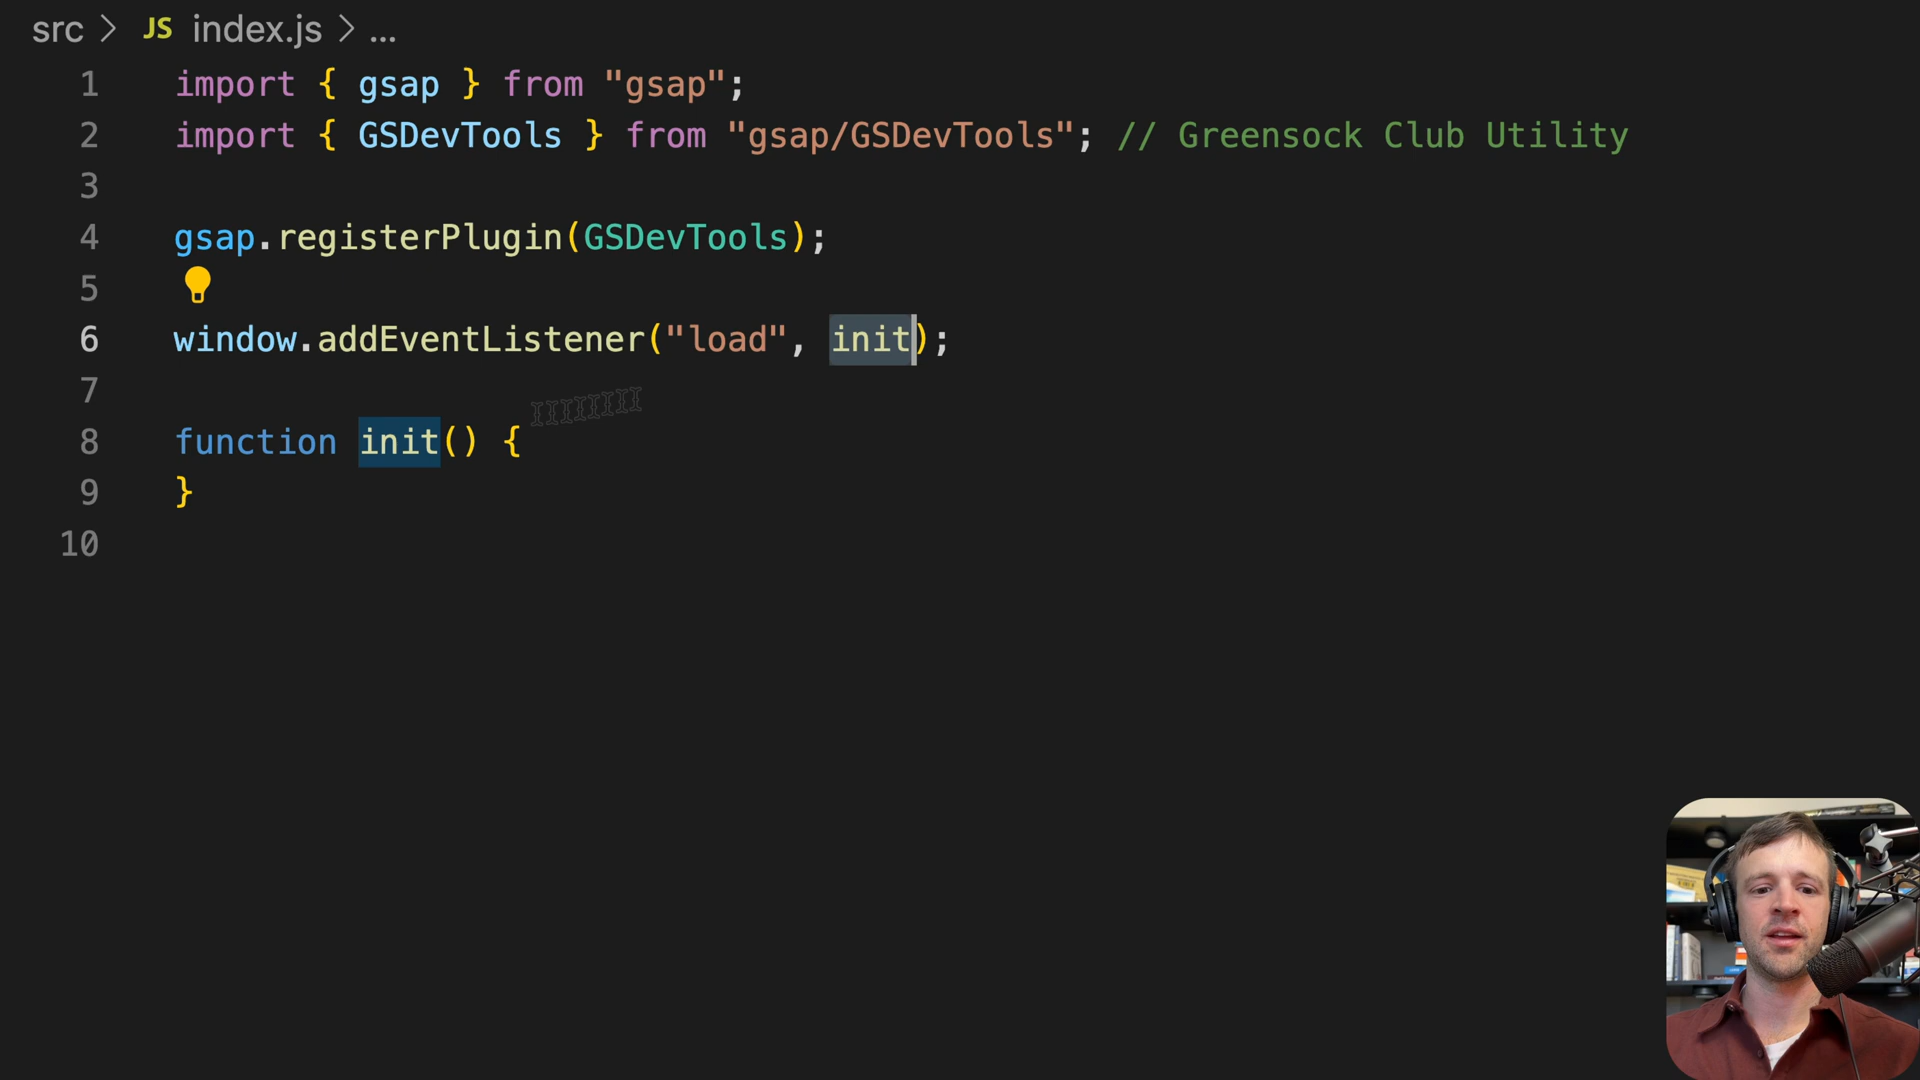 src > JS index.js > ...
1 import { gsap } from "gsap";
2 import { GSDevTools } from "gsap/GSDevTools"; // Greensock Club Utility
3
4 gsap.registerPlugin(GSDevTools);
5
6 window.addEventListener("load", init);
7
8 function init() {
9 }
10